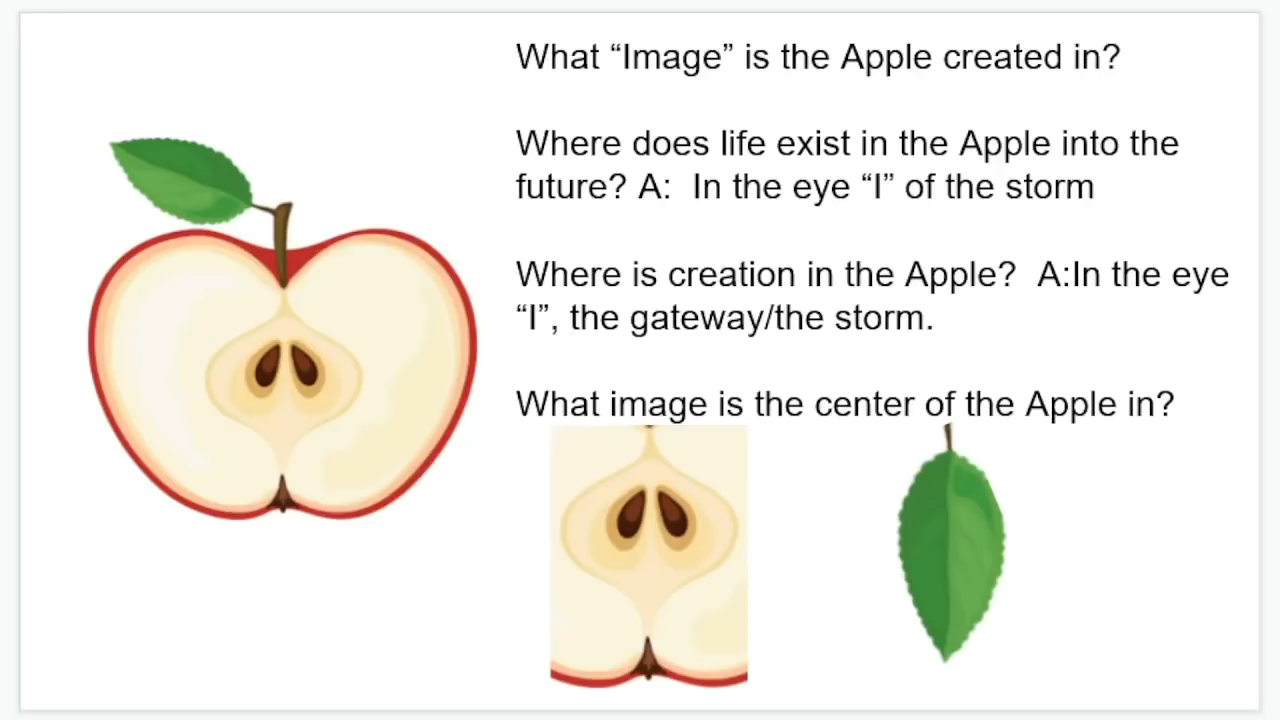 What “Image” is the Apple created in?
Where does life exist in the Apple into the
future? A:  In the eye “I” of the storm
Where is creation in the Apple?  A:In the eye
“I”, the gateway/the storm.
What image is the center of the Apple in?